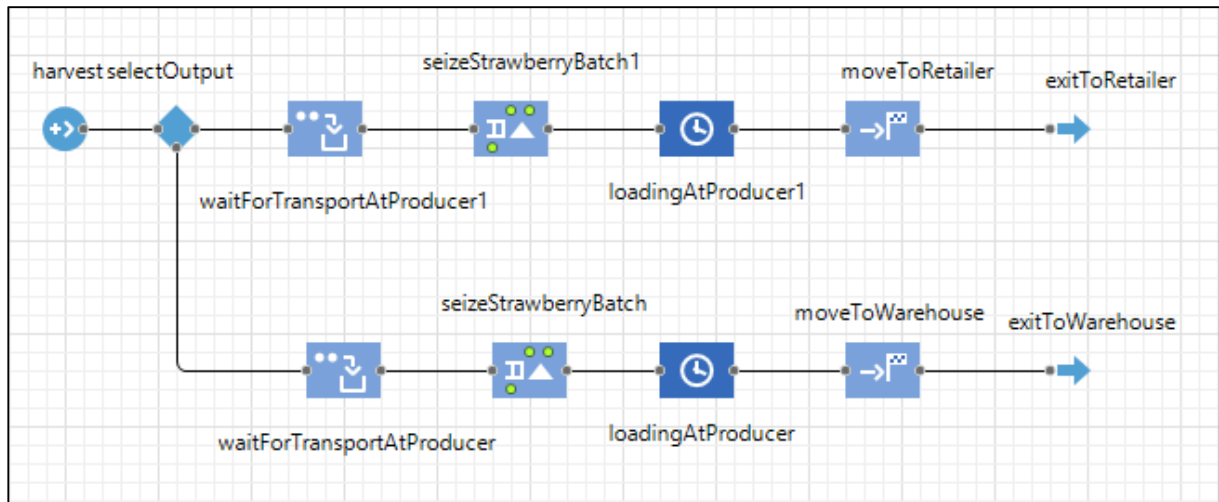 harvest selectOutput
seizeStrawberryBatch1
moveToRetailer
exitToRetailer
waitForTransportAtProducer1
loadingAtProducer1
seizeStrawberryBatch
moveToWarehouse
exitToWarehouse
waitForTransportAtProducer
loadingAtProducer